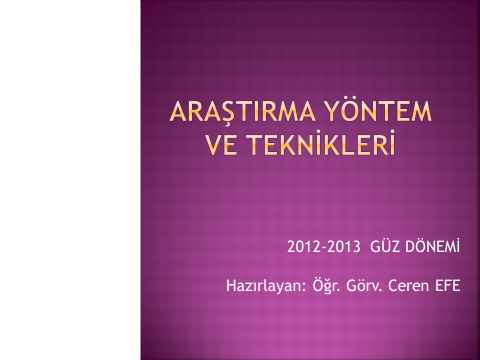 ARAŞTIRMA YÖNTEM
VE TEKNİKLERİ
2012-2013 GÜZ DÖNEMİ
Hazırlayan: Öğr. Görv. Ceren EFE